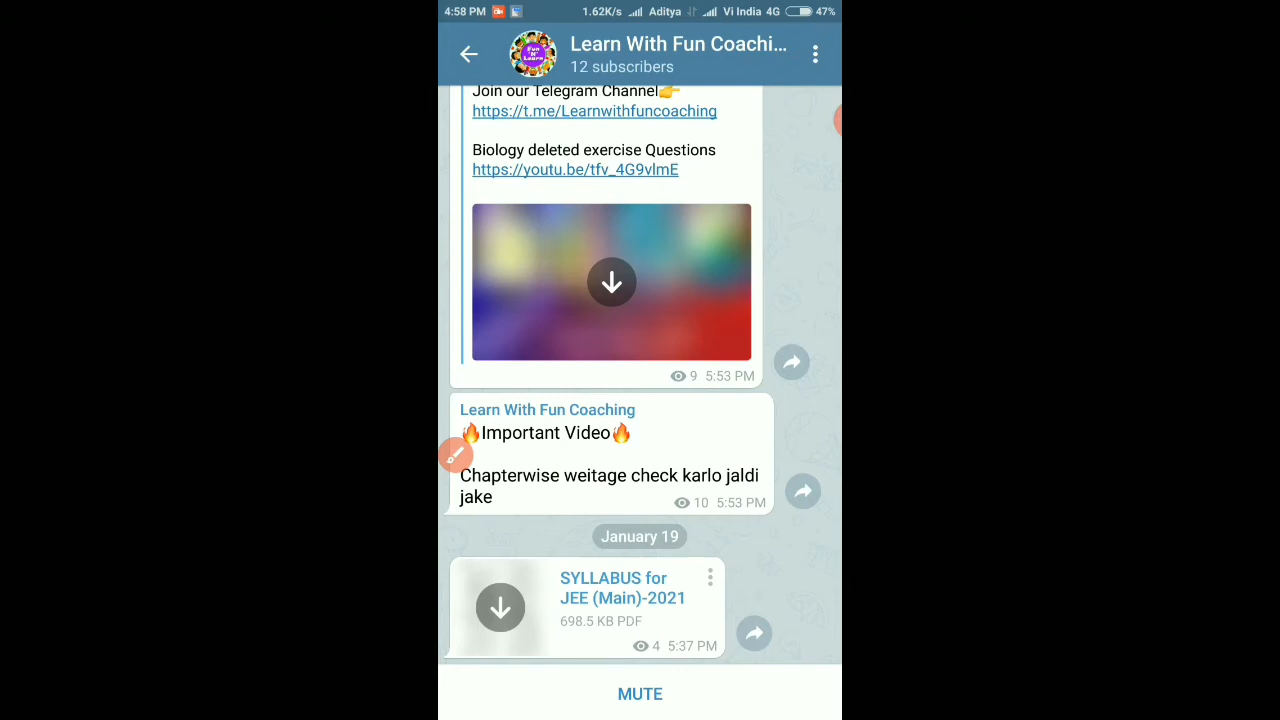 4:58 PM 1.62K/s Aditya Vi India 4G 47%
Learn With Fun Coachi...
12 subscribers
Fun
"N"
Learn
Join our Telegram Channel👉
https://t.me/Learnwithfuncoaching
Biology deleted exercise Questions
https://youtu.be/tfv_4G9vlmE
9 5:53 PM
Learn With Fun Coaching
🔥Important Video🔥
Chapterwise weitage check karlo jaldi
jake
10 5:53 PM
January 19
SYLLABUS for
JEE (Main)-2021
698.5 KB PDF
4 5:37 PM
MUTE